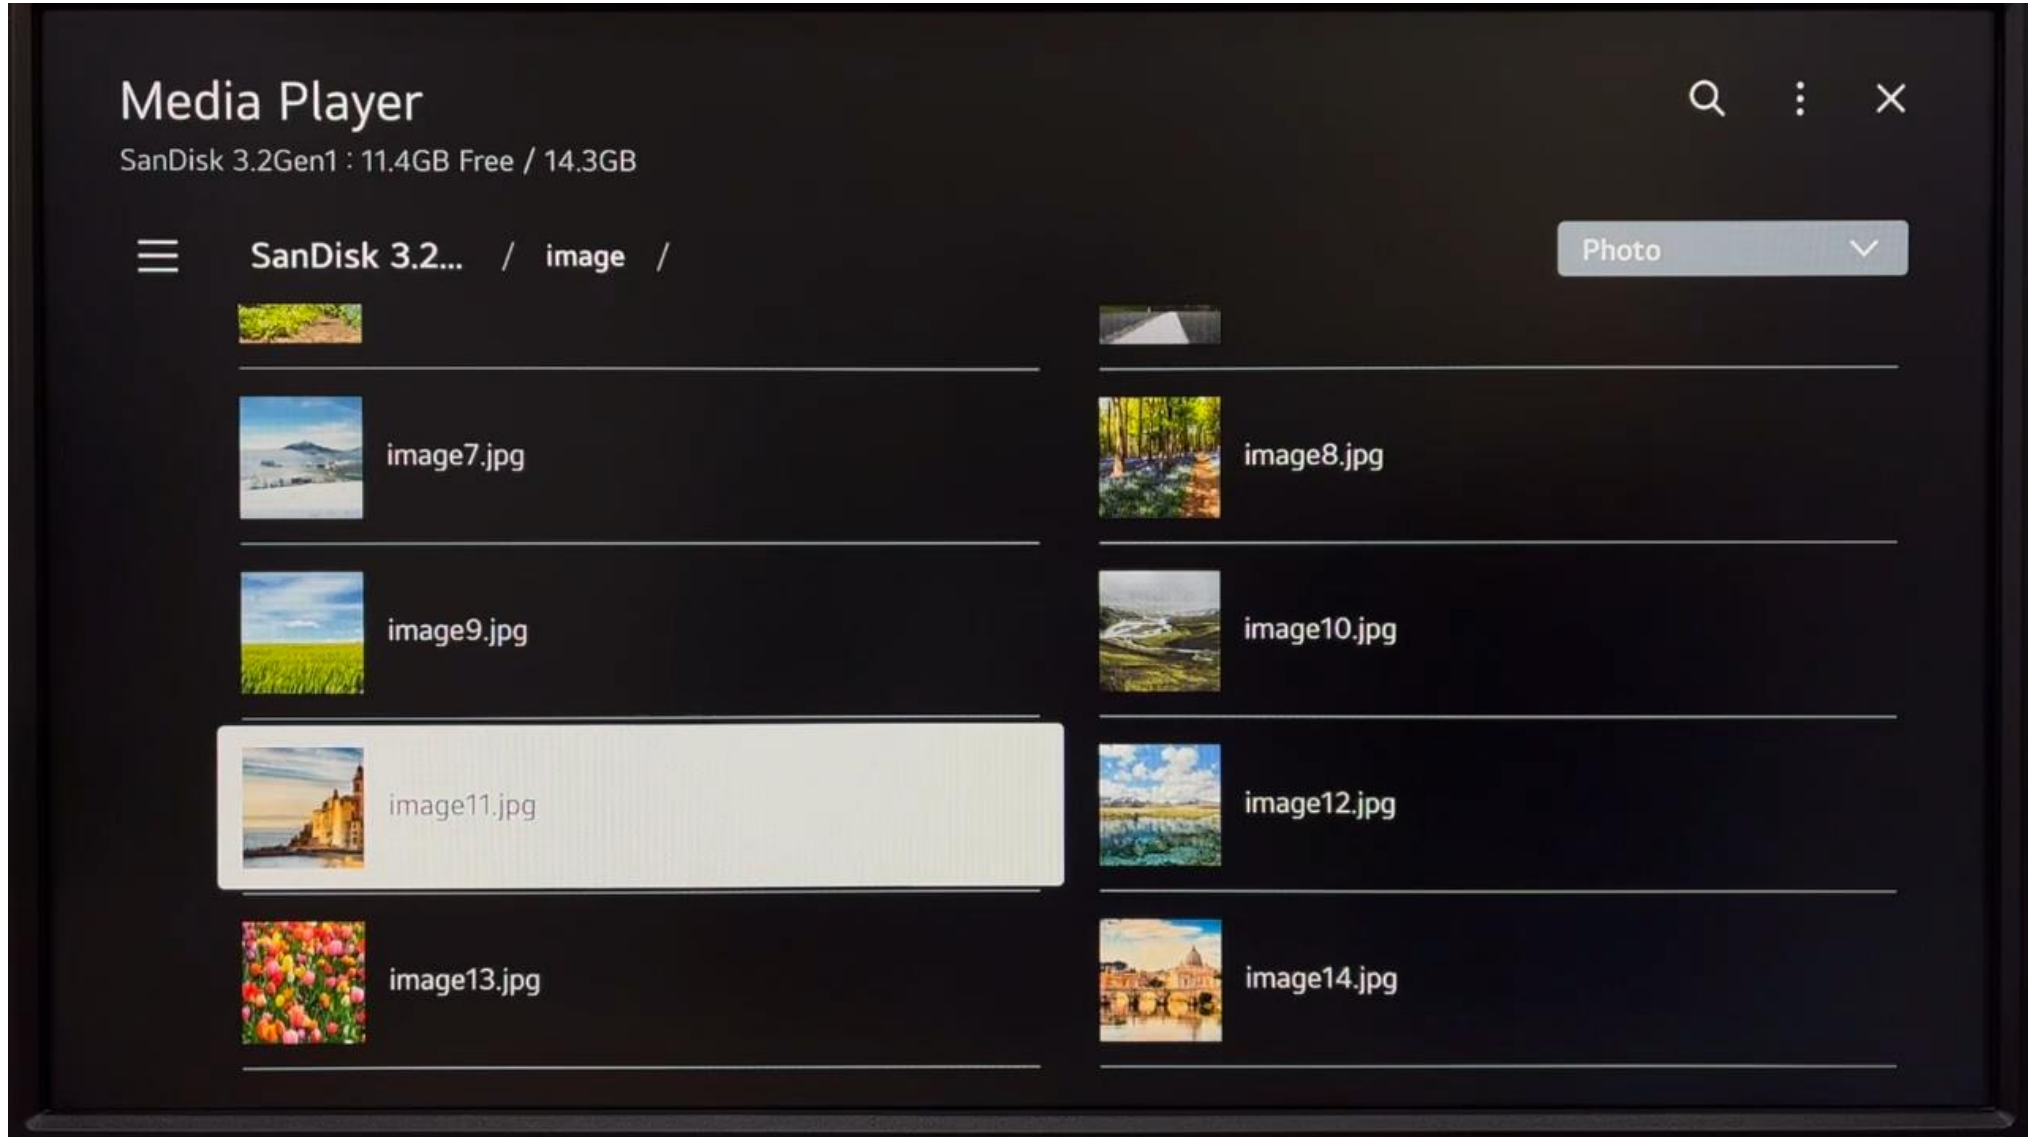 Media Player
SanDisk 3.2Gen1 : 11.4GB Free / 14.3GB
SanDisk 3.2... / image /
Photo
image7.jpg
image8.jpg
image9.jpg
image10.jpg
image11.jpg
image12.jpg
image13.jpg
image14.jpg